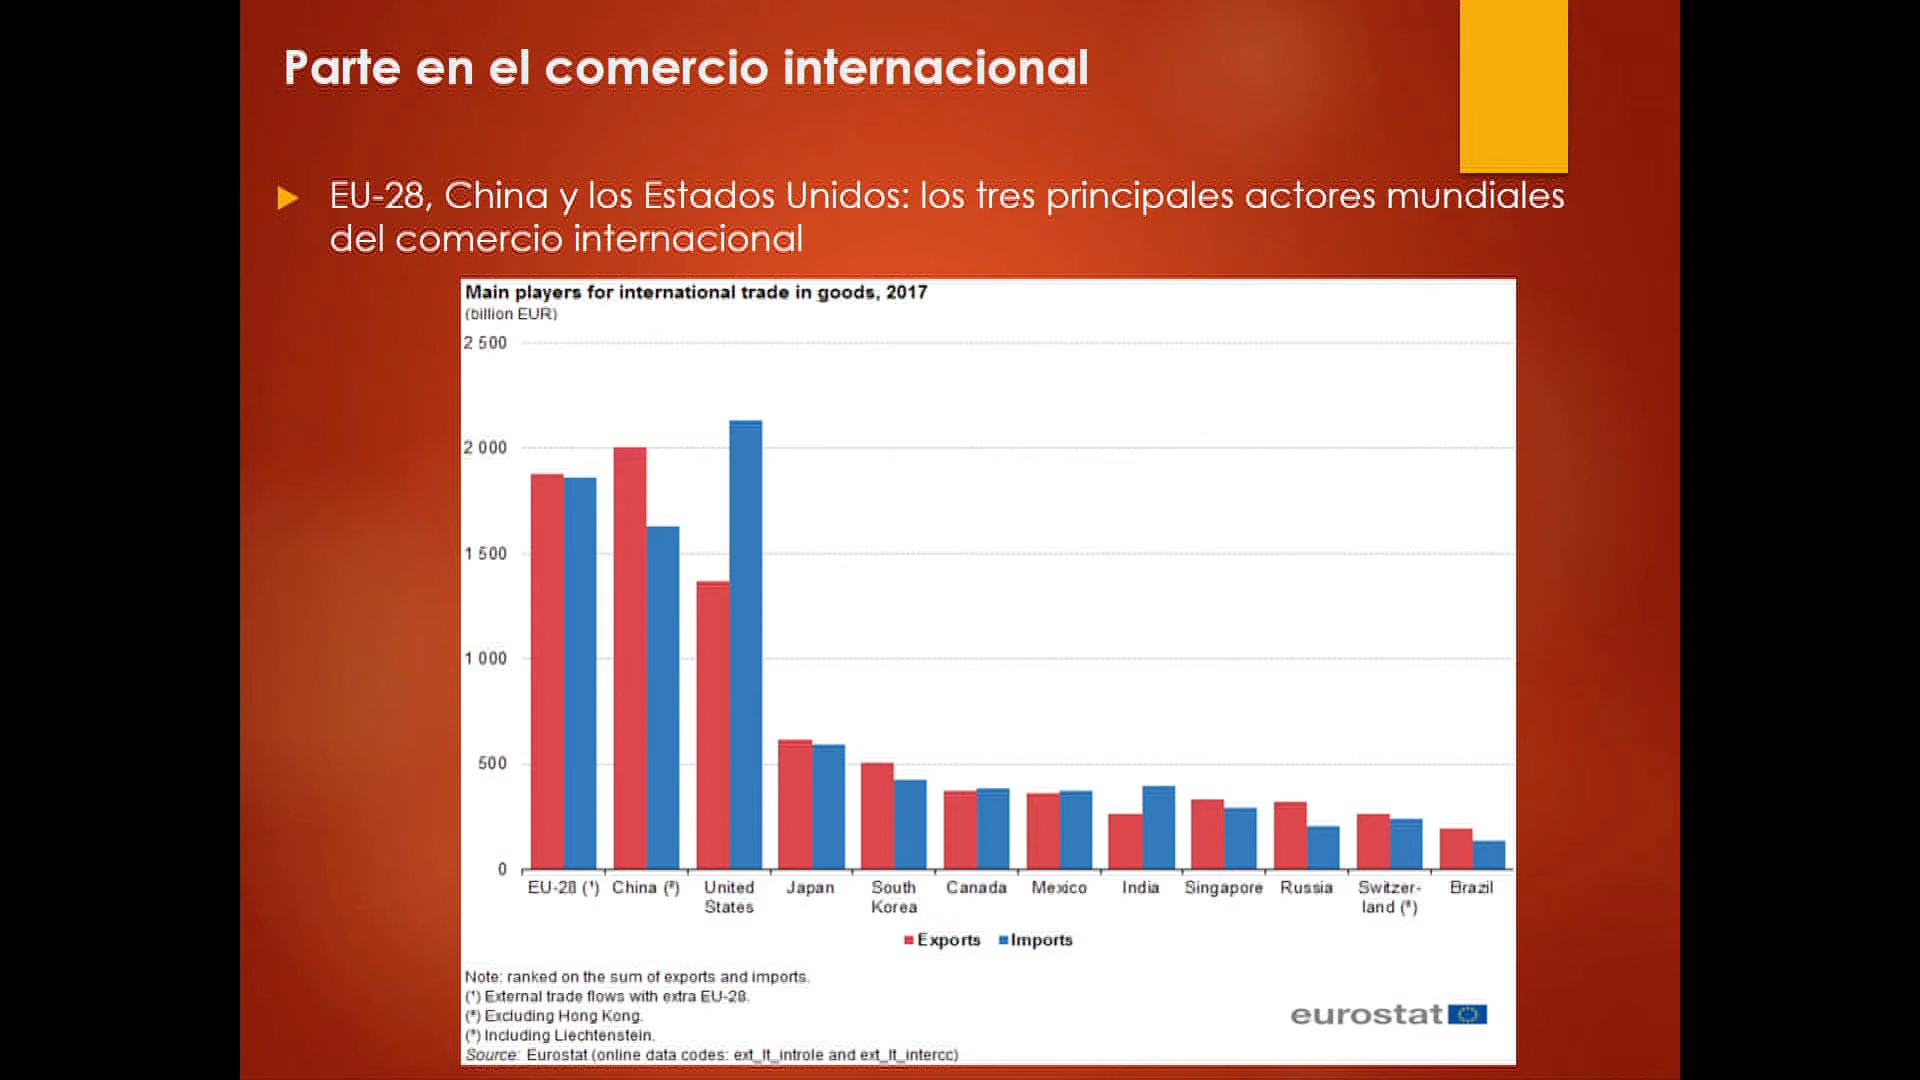 Parte en el comercio internacional
EU-28, China y los Estados Unidos: los tres principales actores mundiales
del comercio internacional
Main players for international trade in goods, 2017
(billion EUR)
2 500
2 000
1 500
1 000
500
0
EU-28 (¹) China (²) United States Japan South Korea Canada Mexico India Singapore Russia Switzer-land (³) Brazil
Exports Imports
Note: ranked on the sum of exports and imports.
(¹) External trade flows with extra EU-28.
(²) Excluding Hong Kong.
(³) Including Liechtenstein.
Source: Eurostat (online data codes: ext_lt_introle and ext_lt_intercc)
eurostat